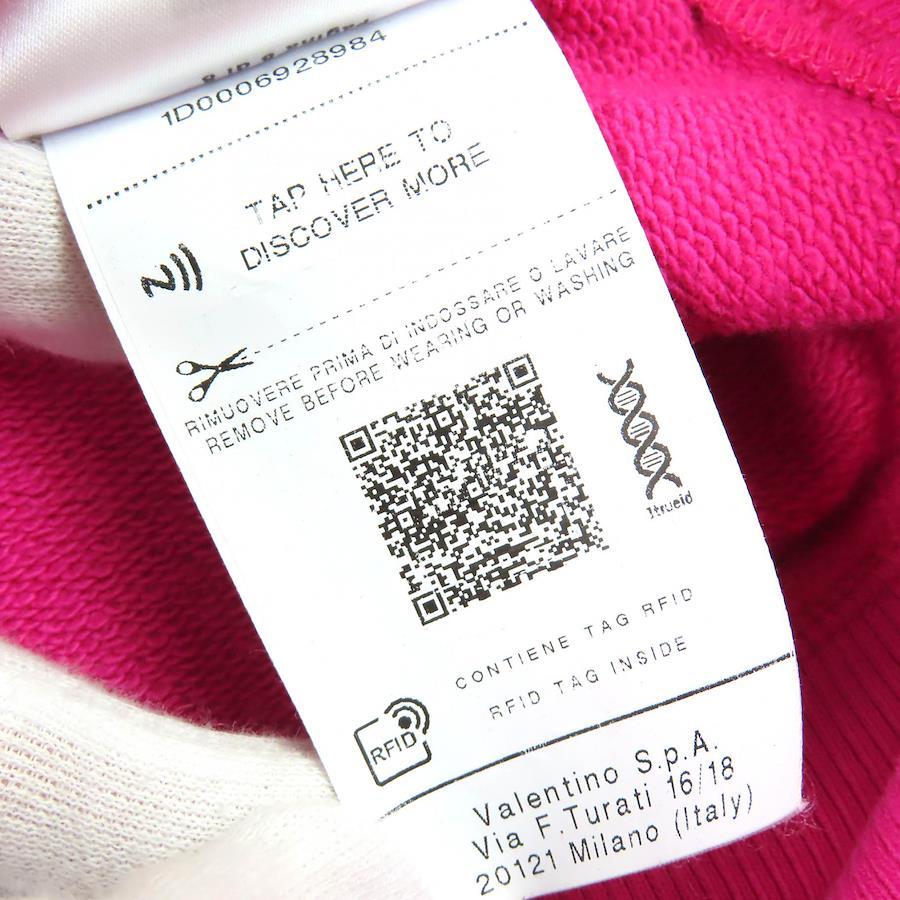 1D0006928984
TAP HERE TO
DISCOVER MORE
RIMUOVERE PRIMA DI INDOSSARE O LAVARE
REMOVE BEFORE WEARING OR WASHING
1trueid
CONTIENE TAG RFID
RFID TAG INSIDE
RFID
Valentino S.p.A.
Via F.Turati 16/18
20121 Milano (Italy)